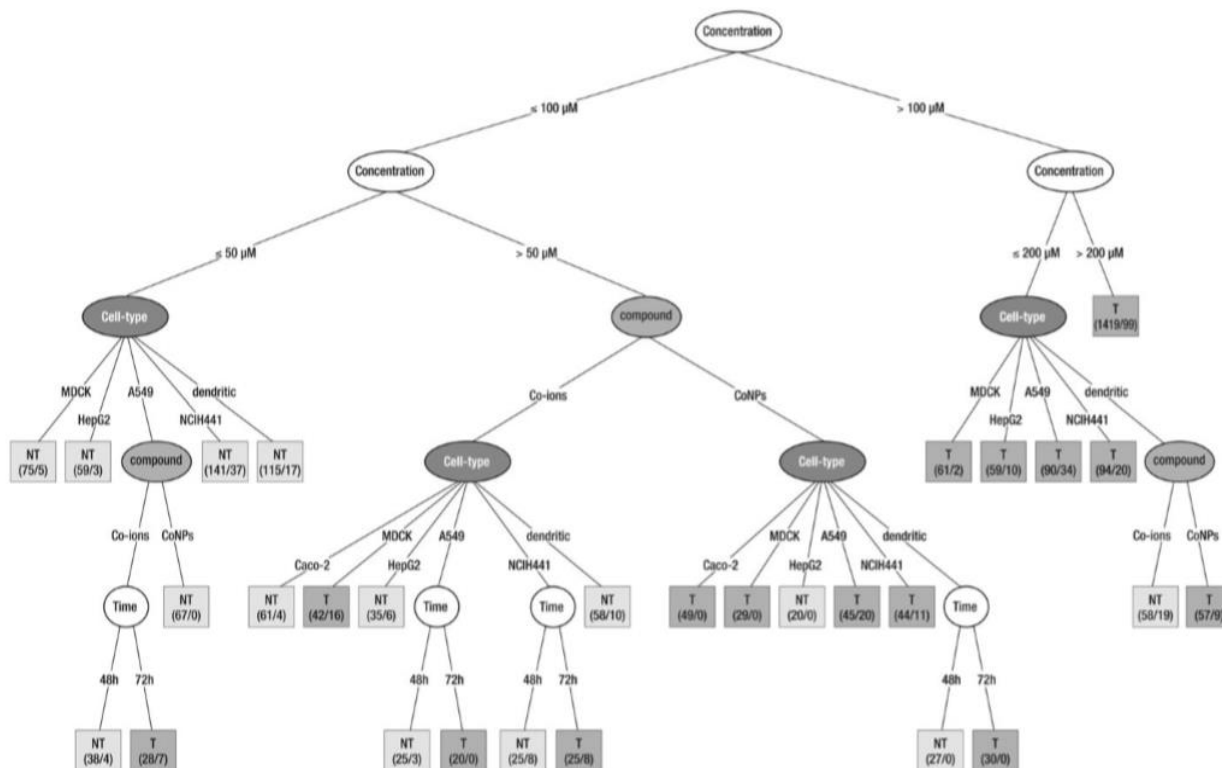 Concentration
≤ 100 µM
> 100 µM
Concentration
Concentration
≤ 50 µM
> 50 µM
≤ 200 µM
> 200 µM
Cell-type
compound
Cell-type
T
(1419/99)
MDCK
HepG2
A549
NCIH441
dendritic
Co-ions
CoNPs
MDCK
HepG2
A549
NCIH441
dendritic
NT
(75/5)
NT
(59/3)
compound
NT
(141/37)
NT
(115/17)
Cell-type
Cell-type
T
(61/2)
T
(59/10)
T
(90/34)
T
(94/20)
compound
Co-ions
CoNPs
Caco-2
MDCK
HepG2
A549
NCIH441
dendritic
Caco-2
MDCK
HepG2
A549
NCIH441
dendritic
Co-ions
CoNPs
Time
NT
(67/0)
NT
(61/4)
T
(42/16)
NT
(35/6)
Time
Time
NT
(58/10)
T
(49/0)
T
(29/0)
NT
(20/0)
T
(45/20)
T
(44/11)
Time
NT
(58/19)
T
(57/9)
48h
72h
48h
72h
48h
72h
48h
72h
NT
(38/4)
T
(28/7)
NT
(25/3)
T
(20/0)
NT
(25/8)
T
(25/8)
NT
(27/0)
T
(30/0)